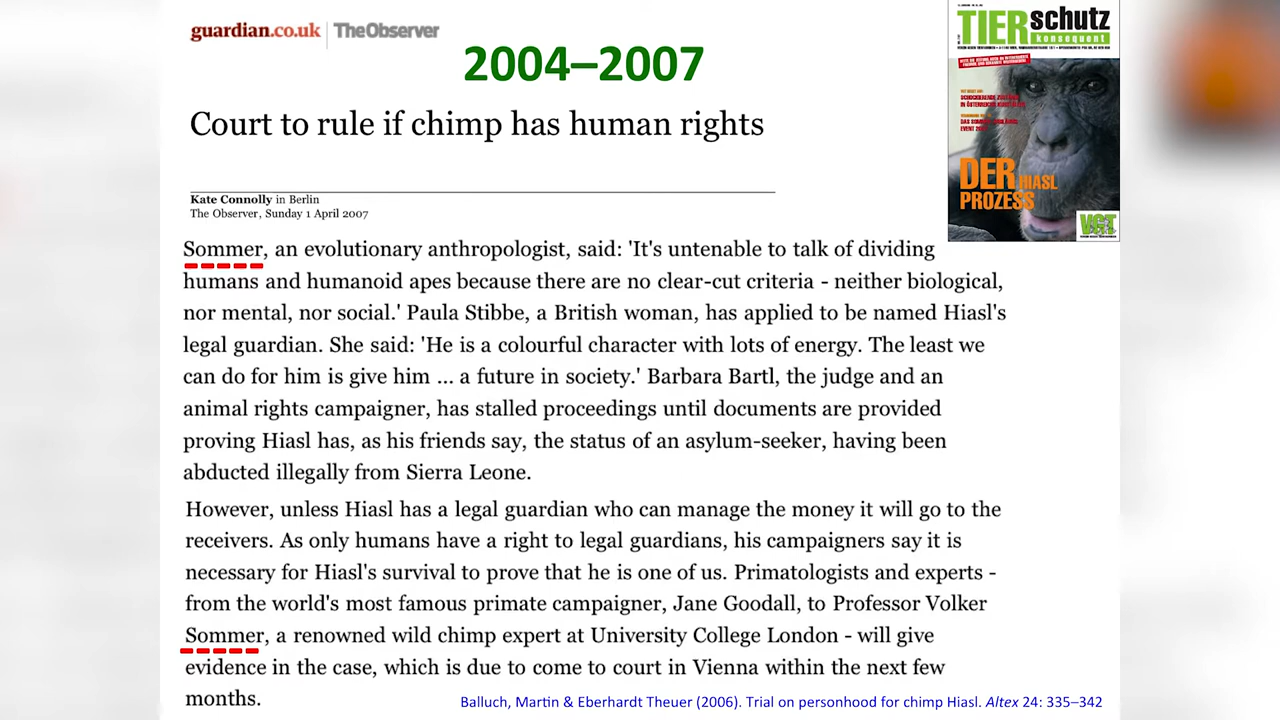 guardian.co.uk | TheObserver
2004–2007
Court to rule if chimp has human rights
Kate Connolly in Berlin
The Observer, Sunday 1 April 2007
Sommer, an evolutionary anthropologist, said: 'It's untenable to talk of dividing
humans and humanoid apes because there are no clear-cut criteria - neither biological,
nor mental, nor social.' Paula Stibbe, a British woman, has applied to be named Hiasl's
legal guardian. She said: 'He is a colourful character with lots of energy. The least we
can do for him is give him ... a future in society.' Barbara Bartl, the judge and an
animal rights campaigner, has stalled proceedings until documents are provided
proving Hiasl has, as his friends say, the status of an asylum-seeker, having been
abducted illegally from Sierra Leone.
However, unless Hiasl has a legal guardian who can manage the money it will go to the
receivers. As only humans have a right to legal guardians, his campaigners say it is
necessary for Hiasl's survival to prove that he is one of us. Primatologists and experts -
from the world's most famous primate campaigner, Jane Goodall, to Professor Volker
Sommer, a renowned wild chimp expert at University College London - will give
evidence in the case, which is due to come to court in Vienna within the next few
months.
Balluch, Martin & Eberhardt Theuer (2006). Trial on personhood for chimp Hiasl. Altex 24: 335–342
TIERschutz
konsequent
DER HIASL
PROZESS
VGT